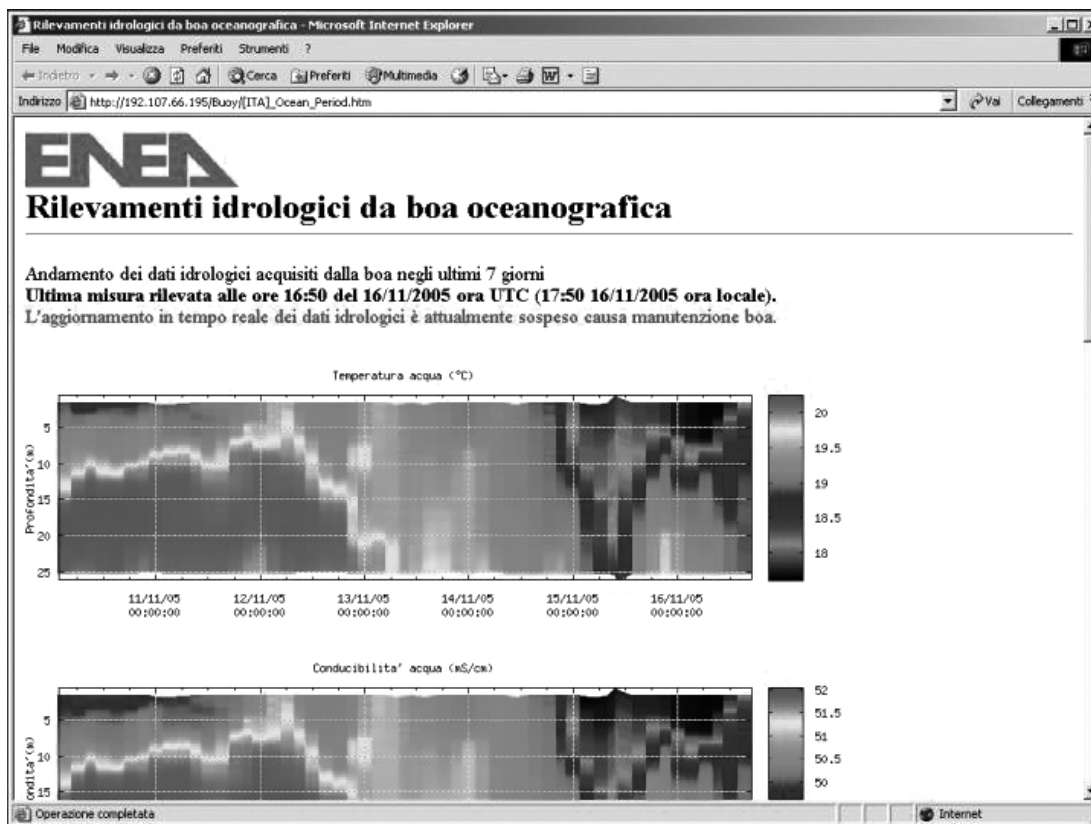 Rilevamenti idrologici da boa oceanografica - Microsoft Internet Explorer
File Modifica Visualizza Preferiti Strumenti ?
Indietro Cerca Preferiti Multimedia W
Indirizzo http://192.107.66.195/Buoy/[ITA]_Ocean_Period.htm Vai Collegamenti
ENEA
Rilevamenti idrologici da boa oceanografica
Andamento dei dati idrologici acquisiti dalla boa negli ultimi 7 giorni
Ultima misura rilevata alle ore 16:50 del 16/11/2005 ora UTC (17:50 16/11/2005 ora locale).
L'aggiornamento in tempo reale dei dati idrologici è attualmente sospeso causa manutenzione boa.
Temperatura acqua (°C)
Profondita'(m)
5
10
15
20
25
20
19.5
19
18.5
18
11/11/05 12/11/05 13/11/05 14/11/05 15/11/05 16/11/05
00:00:00 00:00:00 00:00:00 00:00:00 00:00:00 00:00:00
Conducibilita' acqua (mS/cm)
ondita'(m)
5
10
15
52
51.5
51
50.5
50
Operazione completata Internet